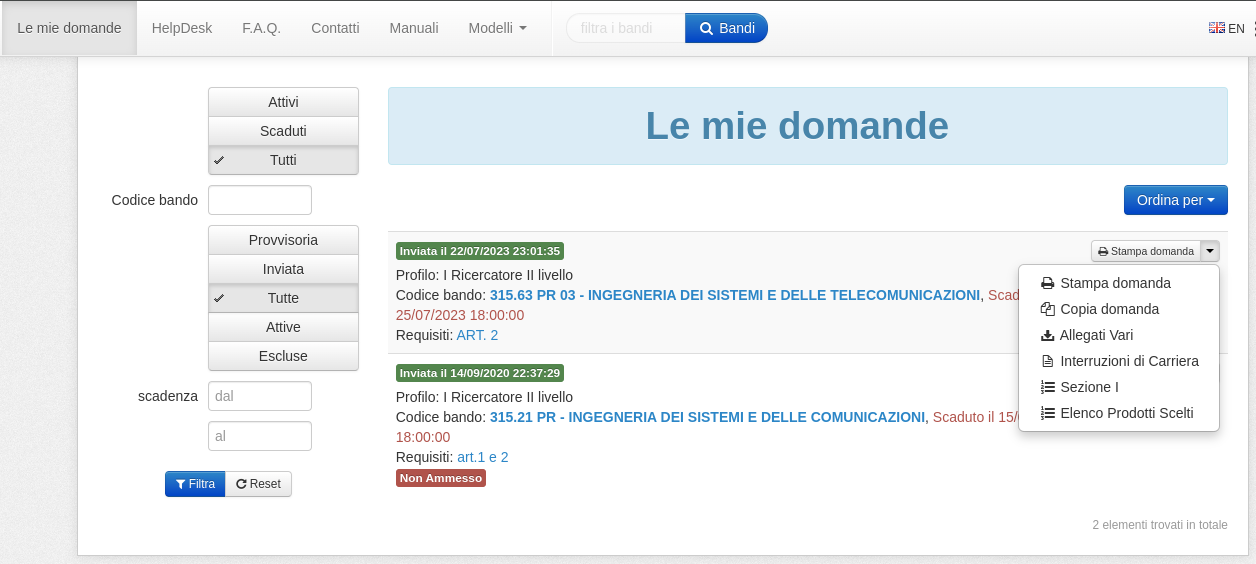 Le mie domande HelpDesk F.A.Q. Contatti Manuali Modelli filtra i bandi Bandi EN
Attivi
Scaduti
Tutti
Codice bando
Provvisoria
Inviata
Tutte
Attive
Escluse
scadenza dal
al
Filtra Reset
Le mie domande
Ordina per
Inviata il 22/07/2023 23:01:35 Stampa domanda
Profilo: I Ricercatore II livello
Codice bando: 315.63 PR 03 - INGEGNERIA DEI SISTEMI E DELLE TELECOMUNICAZIONI, Scad
25/07/2023 18:00:00
Requisiti: ART. 2
Stampa domanda
Copia domanda
Allegati Vari
Interruzioni di Carriera
Sezione I
Elenco Prodotti Scelti
Inviata il 14/09/2020 22:37:29
Profilo: I Ricercatore II livello
Codice bando: 315.21 PR - INGEGNERIA DEI SISTEMI E DELLE COMUNICAZIONI, Scaduto il 15/
18:00:00
Requisiti: art.1 e 2
Non Ammesso
2 elementi trovati in totale